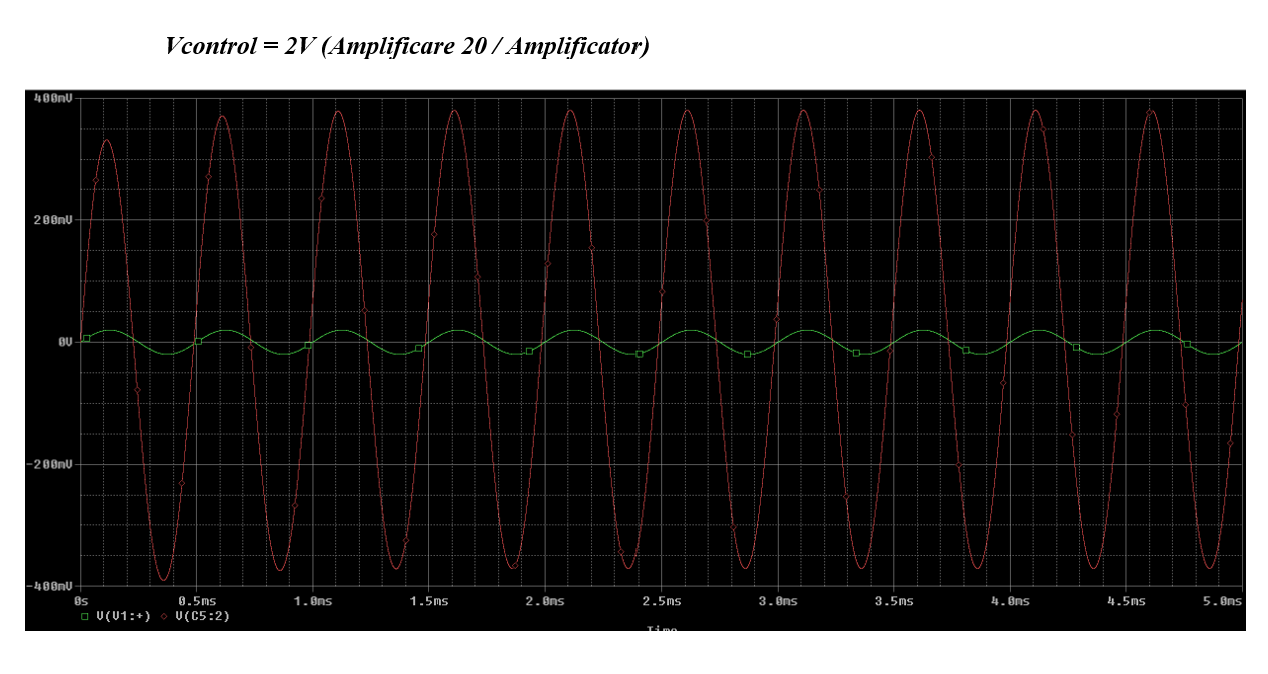 Vcontrol = 2V (Amplificare 20 / Amplificator)
400mV
200mV
0V
-200mV
-400mV
0s 0.5ms 1.0ms 1.5ms 2.0ms 2.5ms 3.0ms 3.5ms 4.0ms 4.5ms 5.0ms
V(V1:+) V(C5:2)
Time